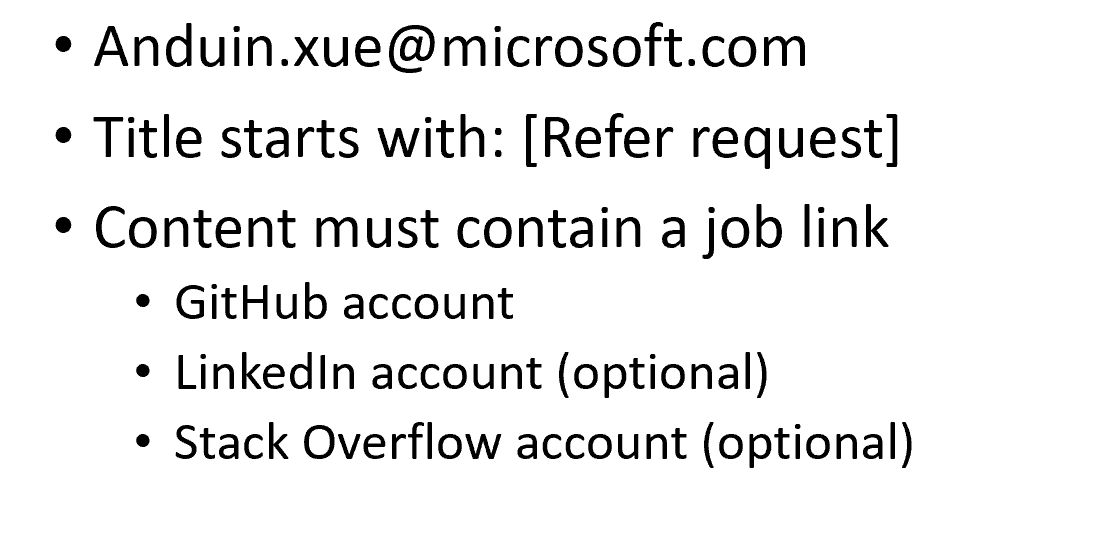 • Anduin.xue@microsoft.com
• Title starts with: [Refer request]
• Content must contain a job link
• GitHub account
• LinkedIn account (optional)
• Stack Overflow account (optional)